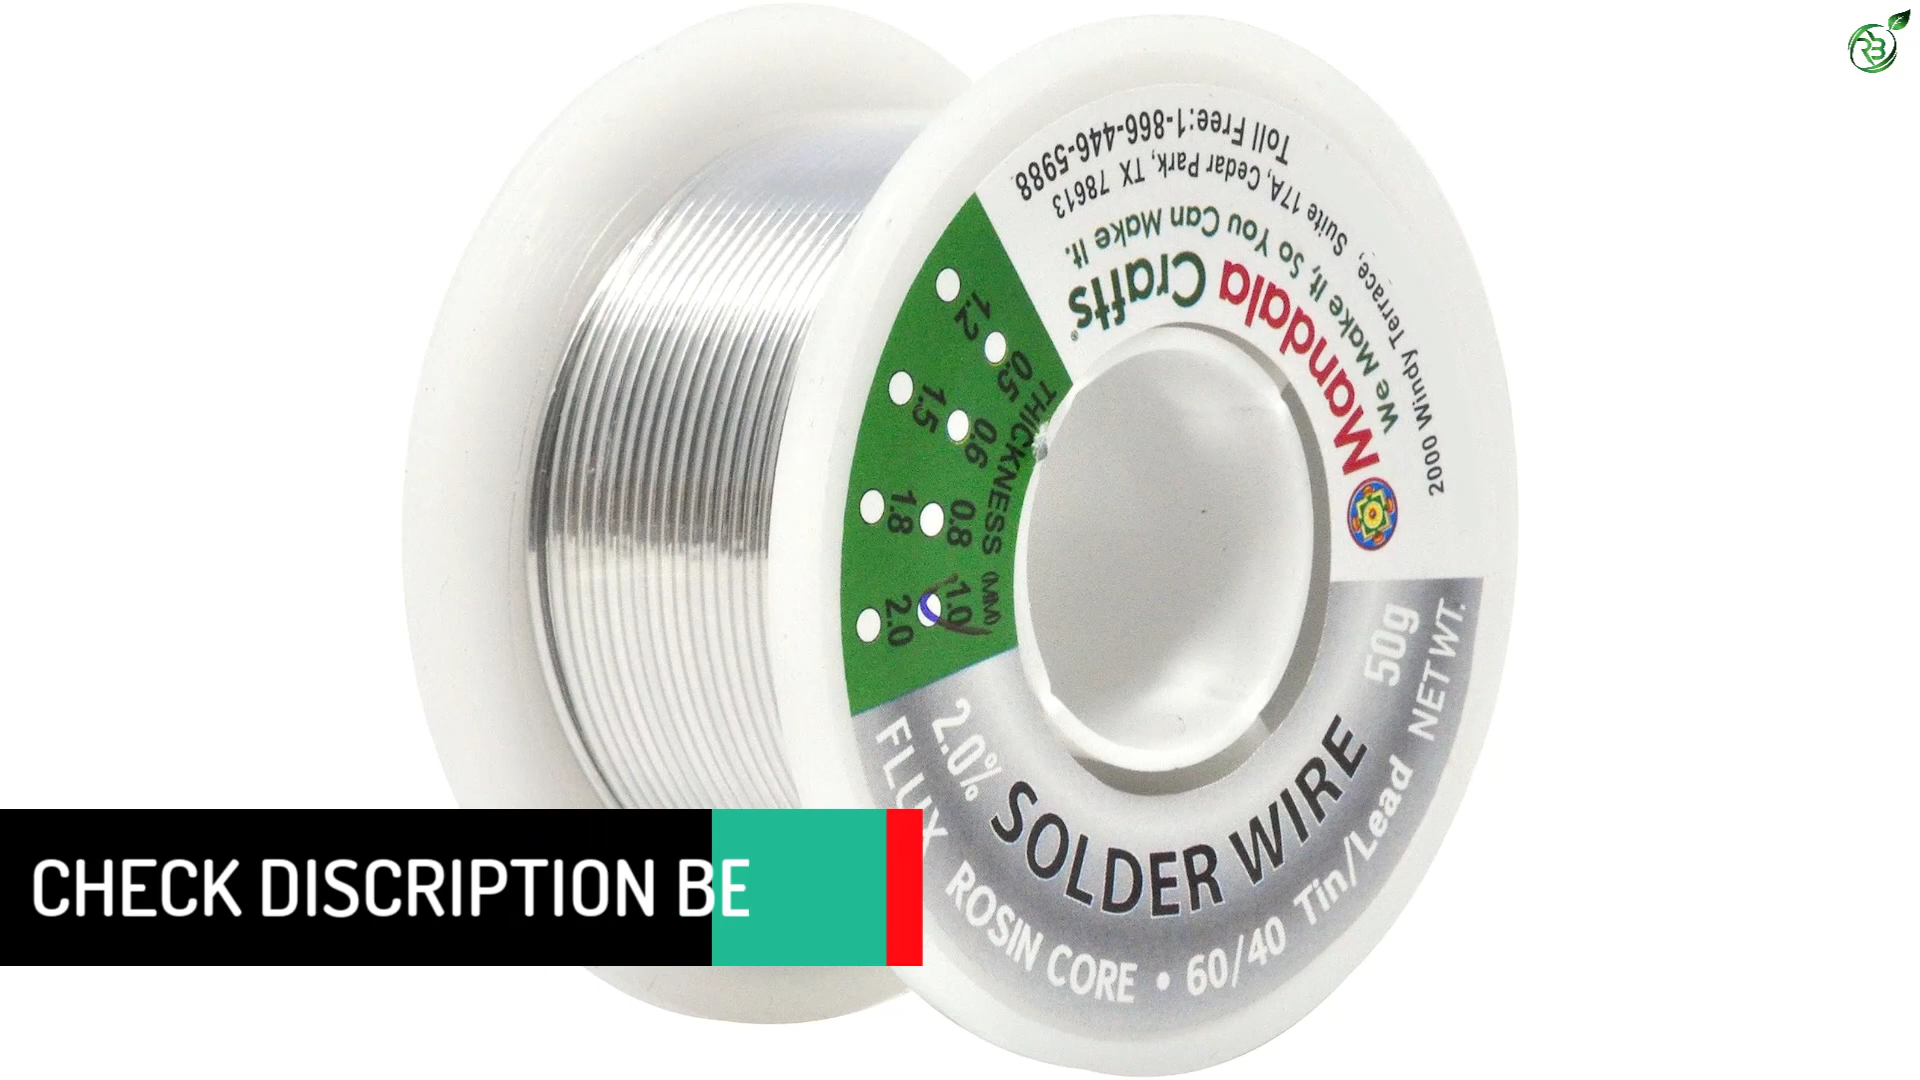 Toll Free:1-866-446-5988
2000 Windy Terrace, Suite 17A, Cedar Park, TX 78613
We Make It, So You Can Make It.
Mandala Crafts®
THICKNESS (MM)
0.5
0.6
0.8
1.0
1.2
1.5
1.8
2.0
2.0%
FLUX
SOLDER WIRE
50g
NET WT.
ROSIN CORE • 60/40 Tin/Lead
CHECK DISCRIPTION BE
RB